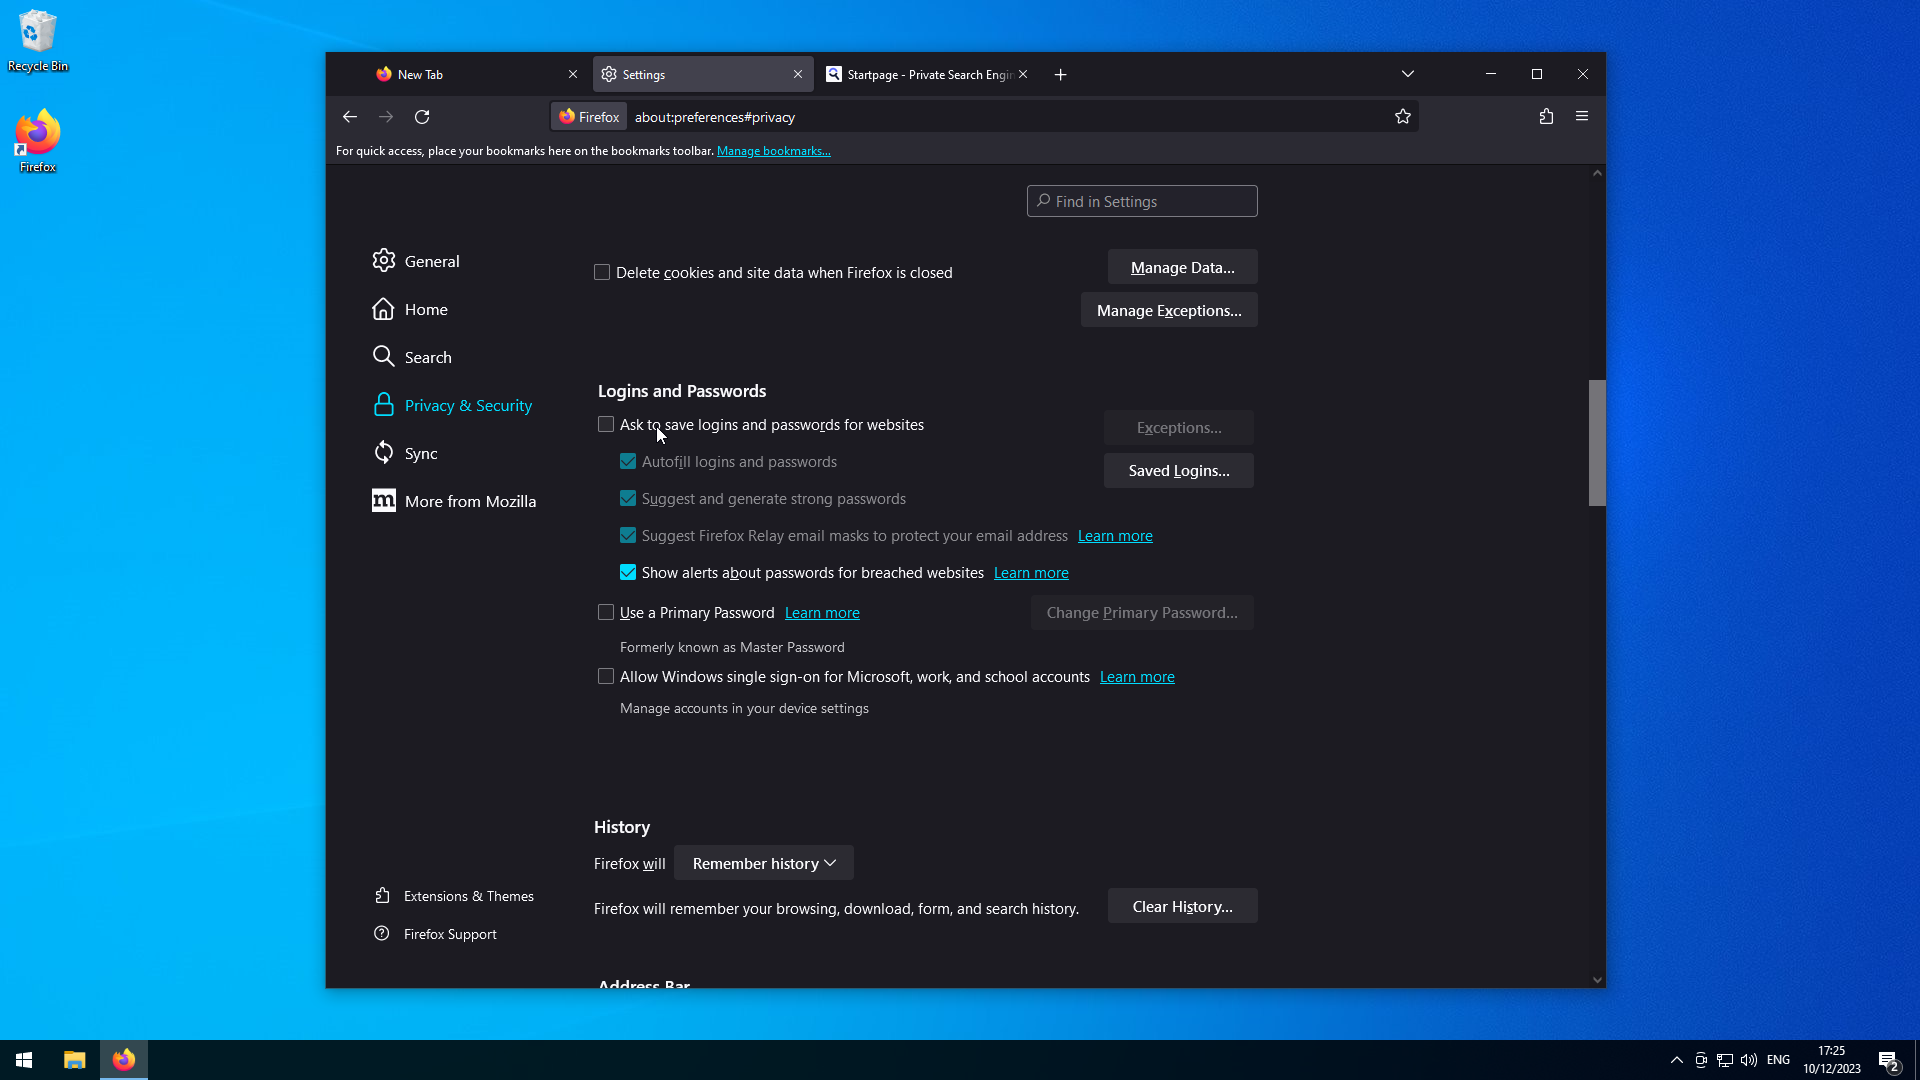 Recycle Bin
Firefox
New Tab
Settings
Startpage - Private Search Engin
Firefox
about:preferences#privacy
For quick access, place your bookmarks here on the bookmarks toolbar. Manage bookmarks...
Find in Settings
General
Home
Search
Privacy & Security
Sync
More from Mozilla
Extensions & Themes
Firefox Support
Delete cookies and site data when Firefox is closed
Manage Data...
Manage Exceptions...
Logins and Passwords
Ask to save logins and passwords for websites
Exceptions...
Autofill logins and passwords
Saved Logins...
Suggest and generate strong passwords
Suggest Firefox Relay email masks to protect your email address Learn more
Show alerts about passwords for breached websites Learn more
Use a Primary Password Learn more
Change Primary Password...
Formerly known as Master Password
Allow Windows single sign-on for Microsoft, work, and school accounts Learn more
Manage accounts in your device settings
History
Firefox will Remember history
Firefox will remember your browsing, download, form, and search history.
Clear History...
Address Bar
ENG
17:25
10/12/2023
2